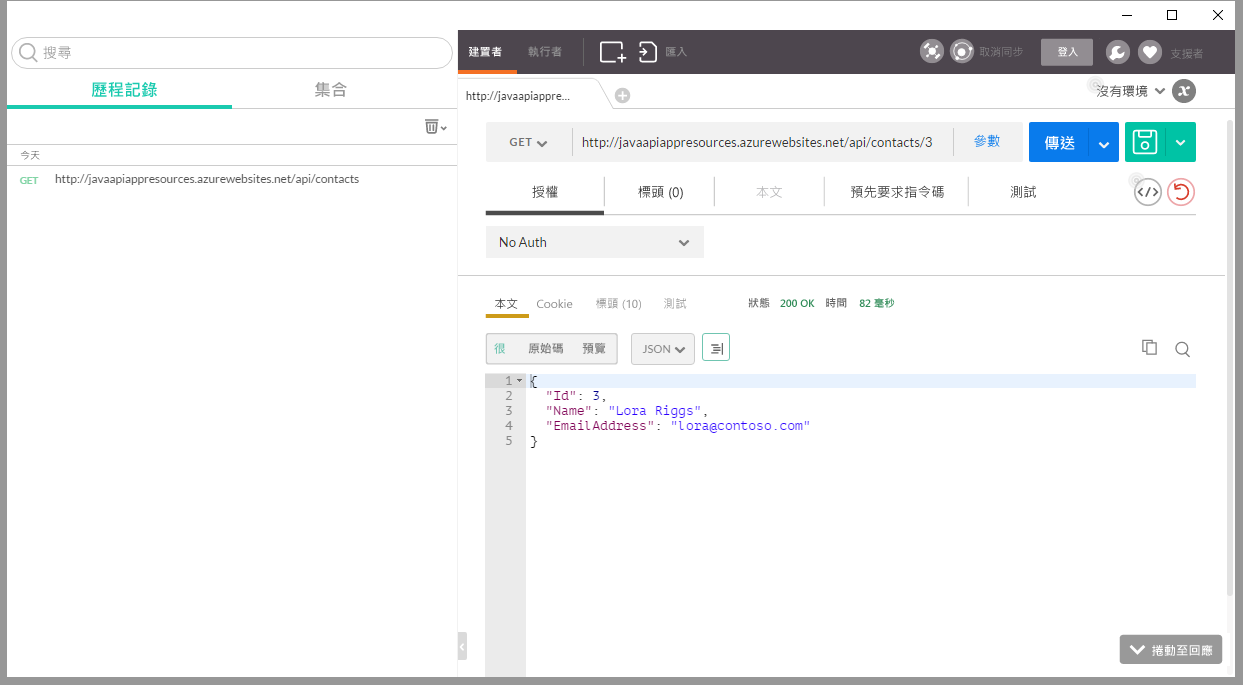 搜尋
歷程記錄
集合
今天
GET http://javaapiappresources.azurewebsites.net/api/contacts
建置者 執行者 匯入 取消同步 登入 支援者
http://javaapiappre...
沒有環境
GET http://javaapiappresources.azurewebsites.net/api/contacts/3 參數 傳送
授權 標頭 (0) 本文 預先要求指令碼 測試
No Auth
本文 Cookie 標頭 (10) 測試 狀態 200 OK 時間 82 毫秒
很 原始碼 預覽 JSON
1 {
2 "Id": 3,
3 "Name": "Lora Riggs",
4 "EmailAddress": "lora@contoso.com"
5 }
捲動至回應